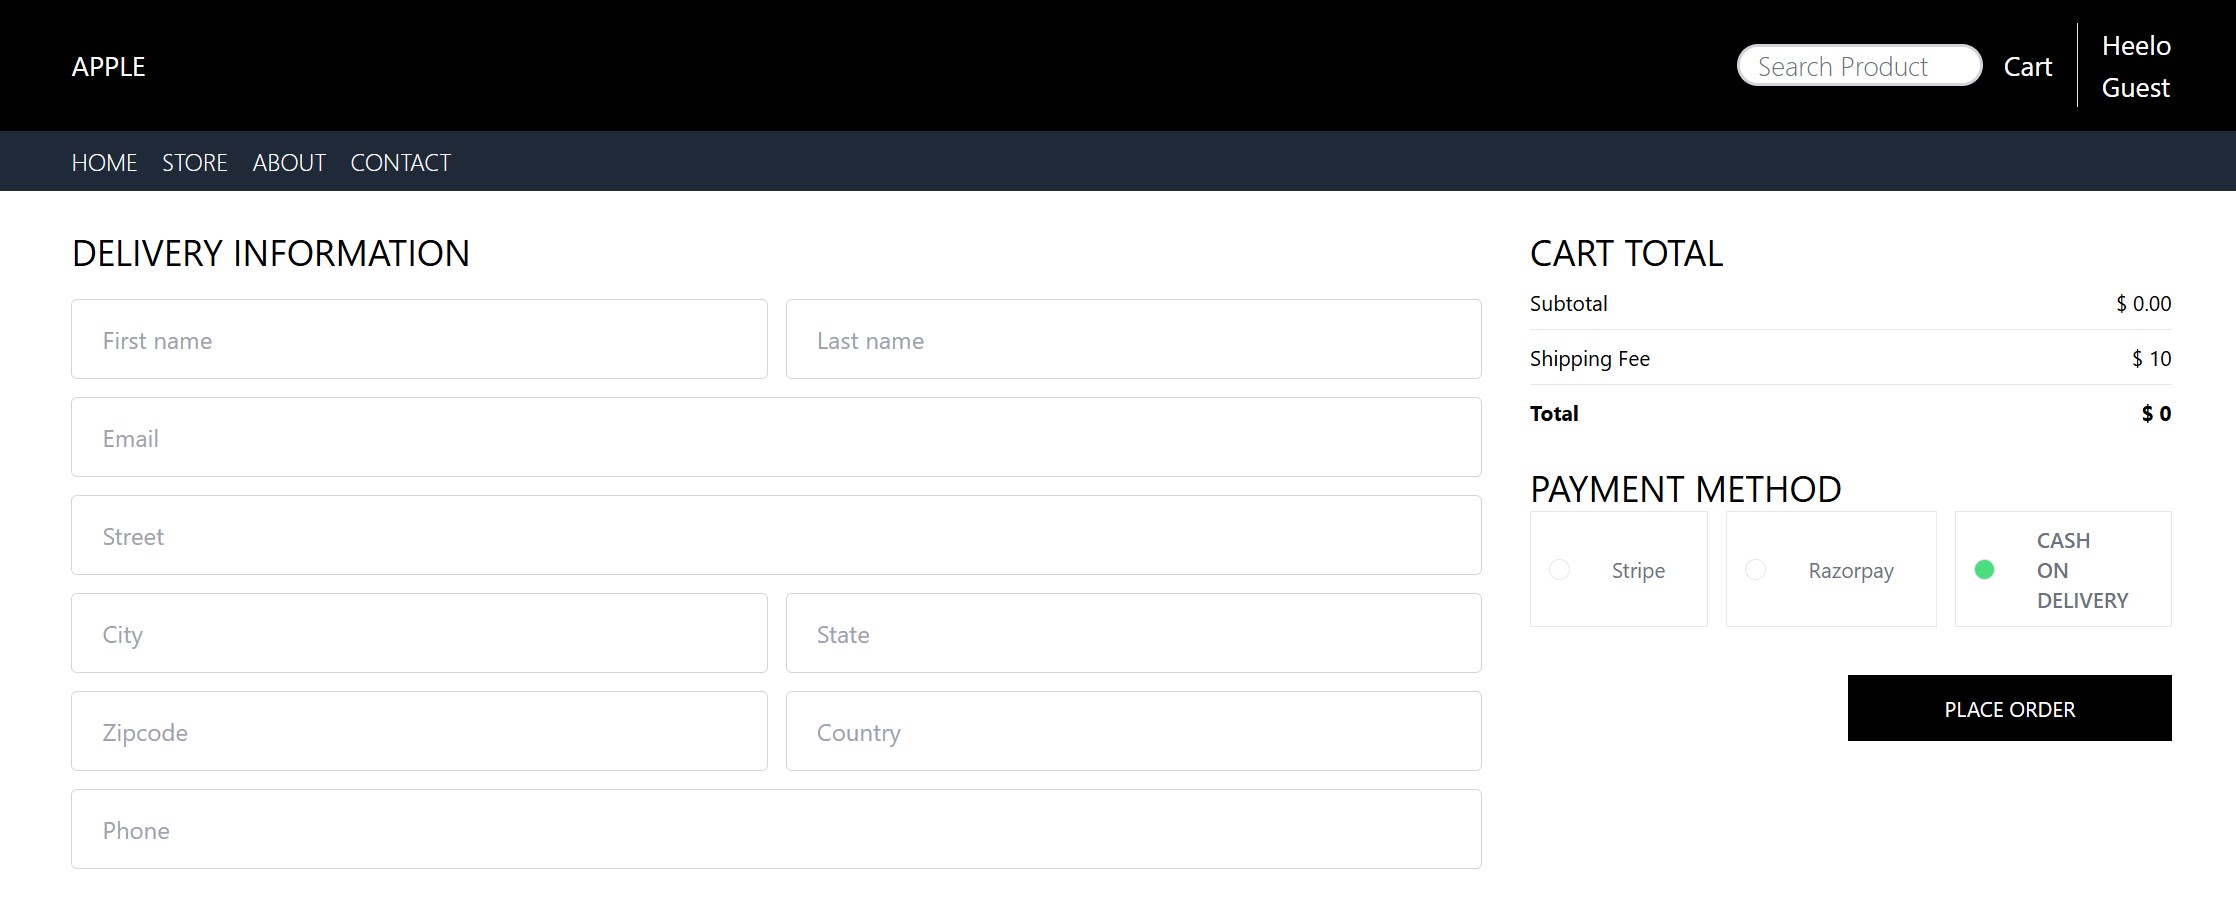 APPLE
Search Product
Cart
Heelo
Guest
HOME STORE ABOUT CONTACT
DELIVERY INFORMATION
First name
Last name
Email
Street
City
State
Zipcode
Country
Phone
CART TOTAL
Subtotal $ 0.00
Shipping Fee $ 10
Total $ 0
PAYMENT METHOD
Stripe
Razorpay
CASH
ON
DELIVERY
PLACE ORDER